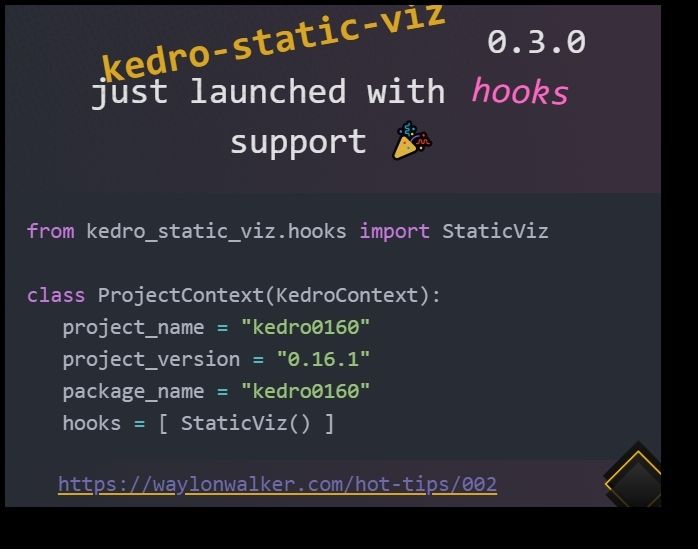 kedro-static-viz 0.3.0
just launched with hooks
support 🎉
from kedro_static_viz.hooks import StaticViz
class ProjectContext(KedroContext):
project_name = "kedro0160"
project_version = "0.16.1"
package_name = "kedro0160"
hooks = [ StaticViz() ]
https://waylonwalker.com/hot-tips/002